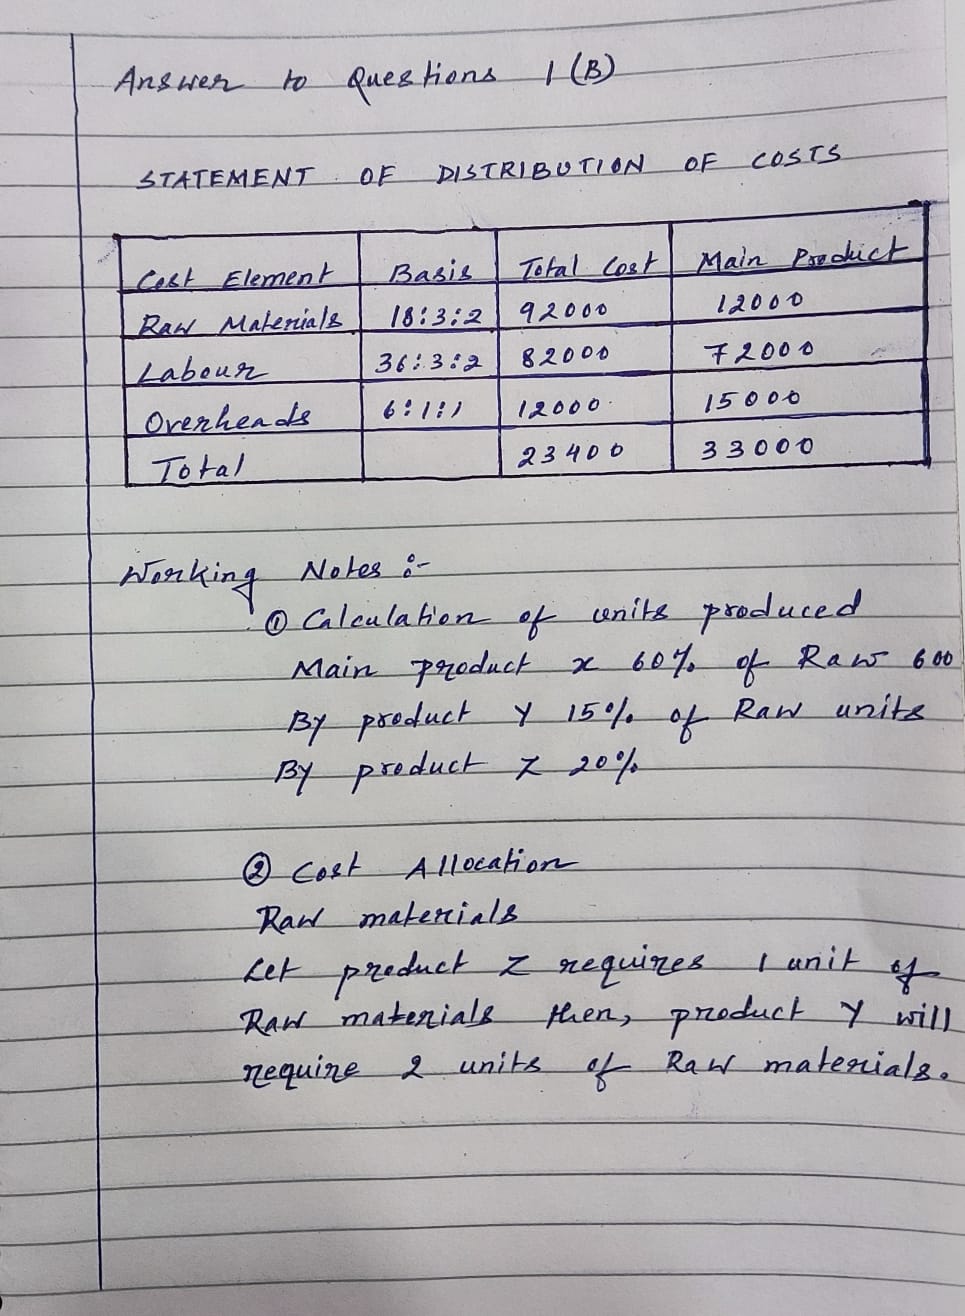 Answer to Questions 1 (B)
STATEMENT OF DISTRIBUTION OF COSTS
Cost Element Basis Total Cost Main Product
Raw Materials 18:3:2 92000 12000
Labour 36:3:2 82000 72000
Overheads 6:1:1 12000 15000
Total 23400 33000
Working Notes :-
① Calculation of units produced
Main product x 60% of Raw 600
By product Y 15% of Raw units
By product Z 20%
② Cost Allocation
Raw materials
Let product Z requires 1 unit of
Raw materials then, product Y will
require 2 units of Raw materials.